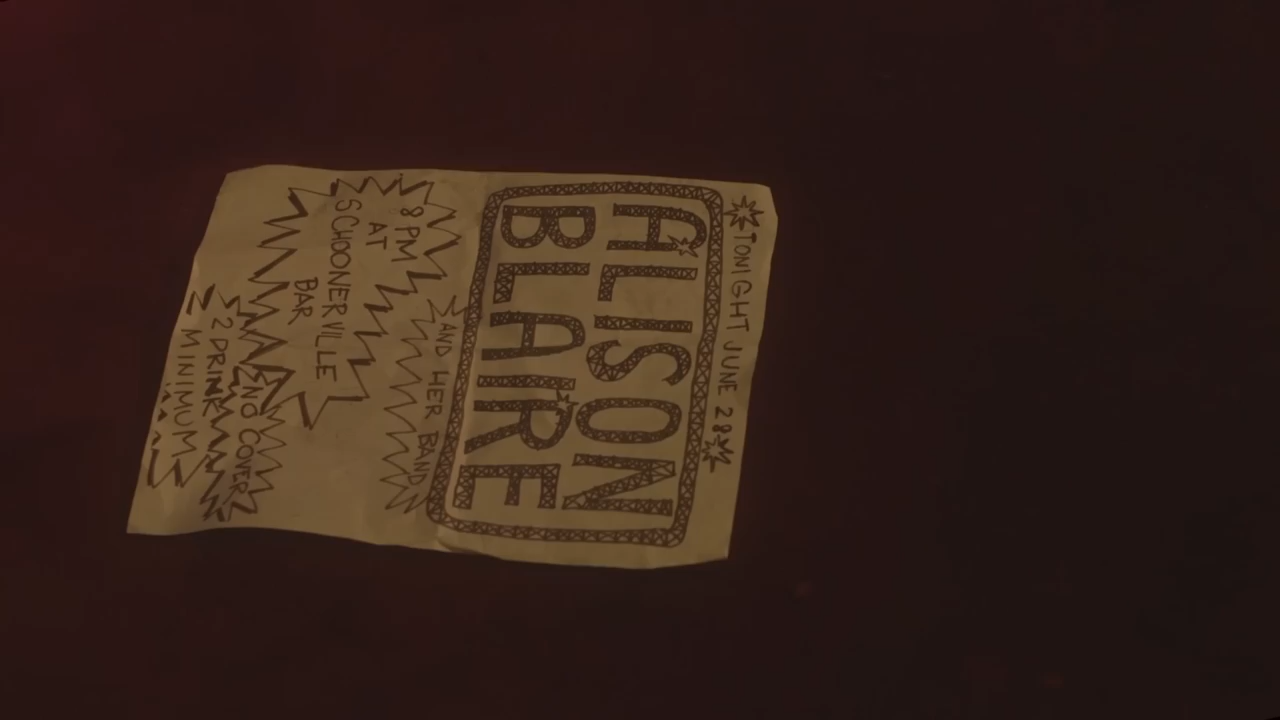 TONIGHT JUNE 28
ALISON
BLAIRE
AND HER BAND
8 PM
AT
SCHOONERVILLE
BAR
NO COVER
2 DRINK
MINIMUM